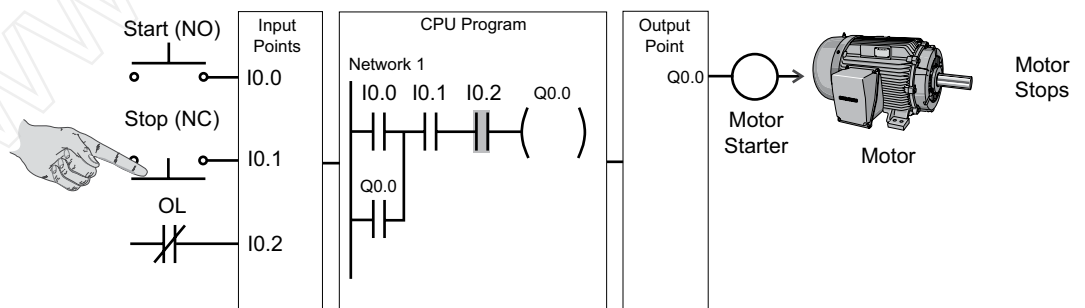 Start (NO)
I0.0
Stop (NC)
I0.1
OL
I0.2
Input
Points
CPU Program
Network 1
I0.0 I0.1 I0.2 Q0.0
Q0.0
Output
Point
Q0.0
Motor
Starter
Motor
Motor
Stops